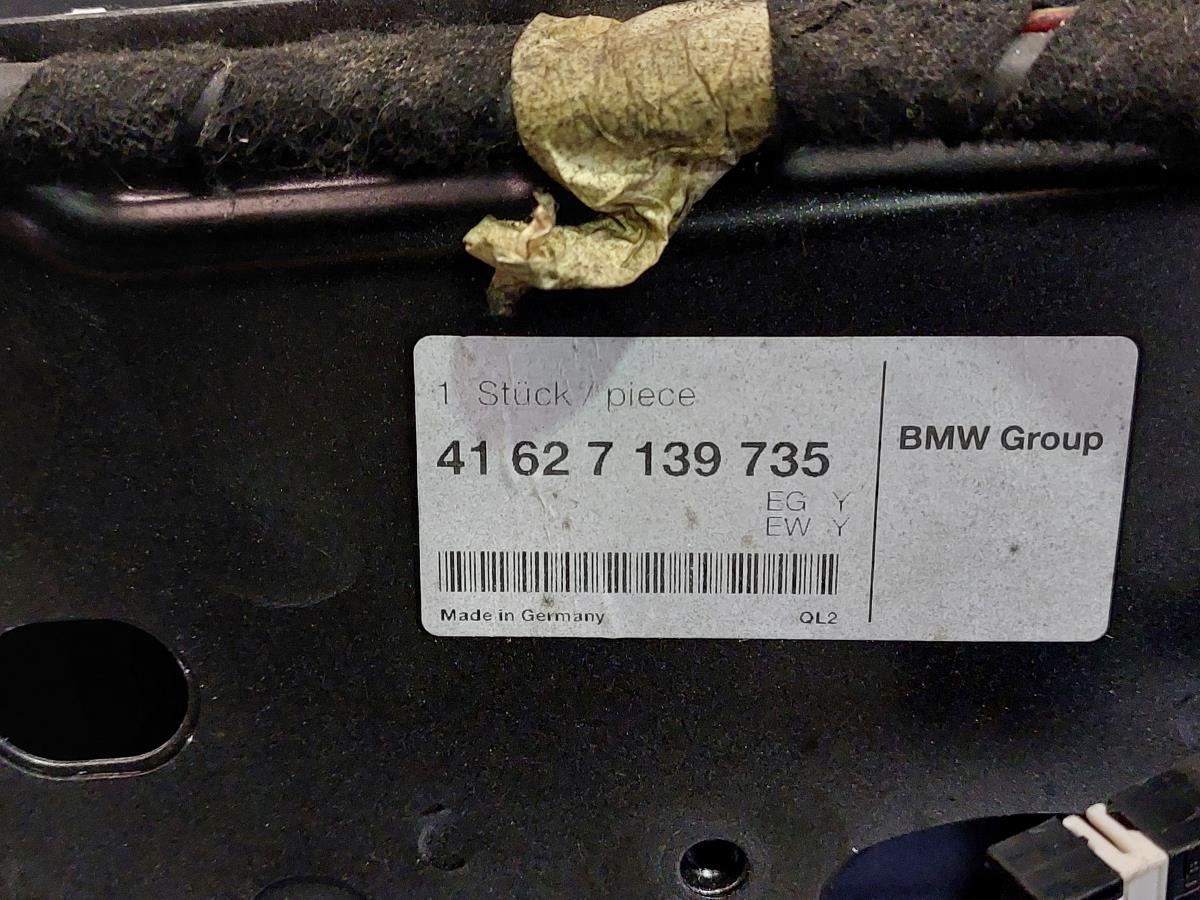 1 Stück / piece
41 62 7 139 735
EG Y
EW Y
Made in Germany QL2
BMW Group